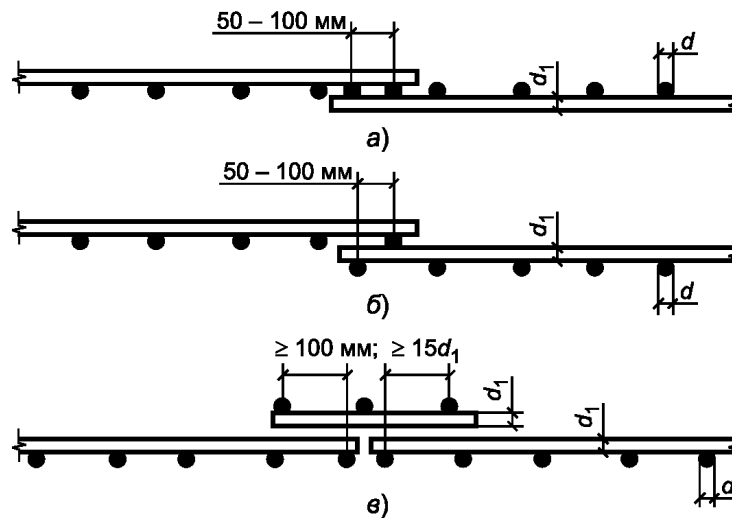 50 – 100 мм
d
d₁
а)
50 – 100 мм
d₁
d
б)
≥ 100 мм; ≥ 15d₁
d₁
d₁
d
в)